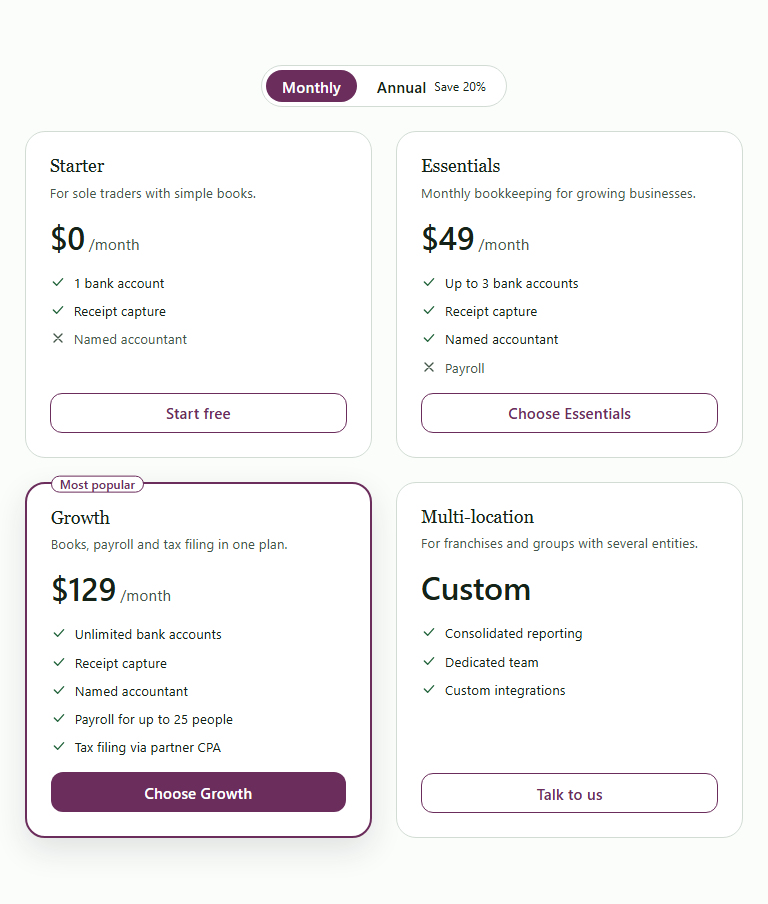 Monthly Annual Save 20%
Starter
For sole traders with simple books.
$0 /month
1 bank account
Receipt capture
Named accountant
Start free
Essentials
Monthly bookkeeping for growing businesses.
$49 /month
Up to 3 bank accounts
Receipt capture
Named accountant
Payroll
Choose Essentials
Most popular
Growth
Books, payroll and tax filing in one plan.
$129 /month
Unlimited bank accounts
Receipt capture
Named accountant
Payroll for up to 25 people
Tax filing via partner CPA
Choose Growth
Multi-location
For franchises and groups with several entities.
Custom
Consolidated reporting
Dedicated team
Custom integrations
Talk to us